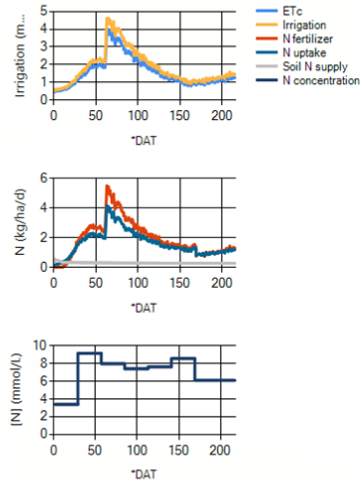 5
4
3
2
1
0
Irrigation (m...
0 50 100 150 200
*DAT
ETc
Irrigation
N fertilizer
N uptake
Soil N supply
N concentration
6
4
2
0
N (kg/ha/d)
0 50 100 150 200
*DAT
10
8
6
4
2
0
[N] (mmol/L)
0 50 100 150 200
*DAT